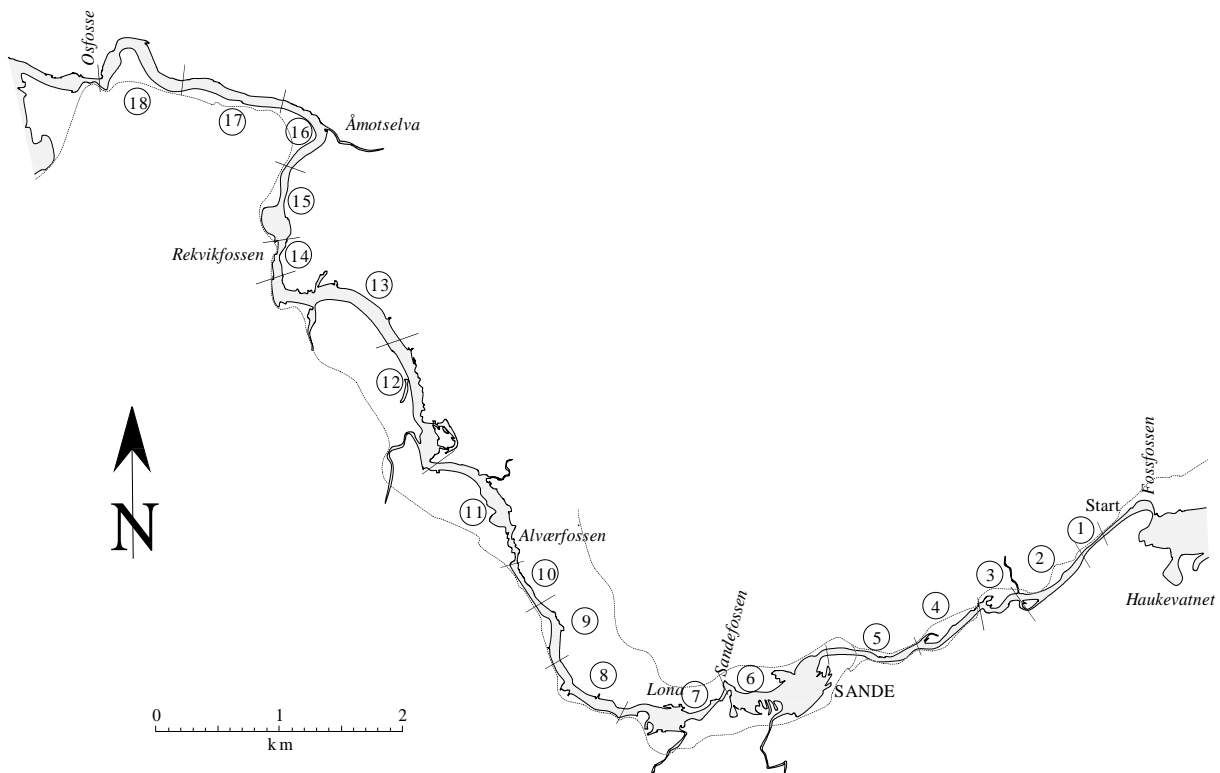 Osfosse
18
17
16
Åmotselva
15
Rekvikfossen
14
13
12
N
11
Alværfossen
10
9
8
Lona
7
Sandefossen
6
SANDE
5
4
3
2
1
Start
Fossfossen
Haukevatnet
0 1 2
km